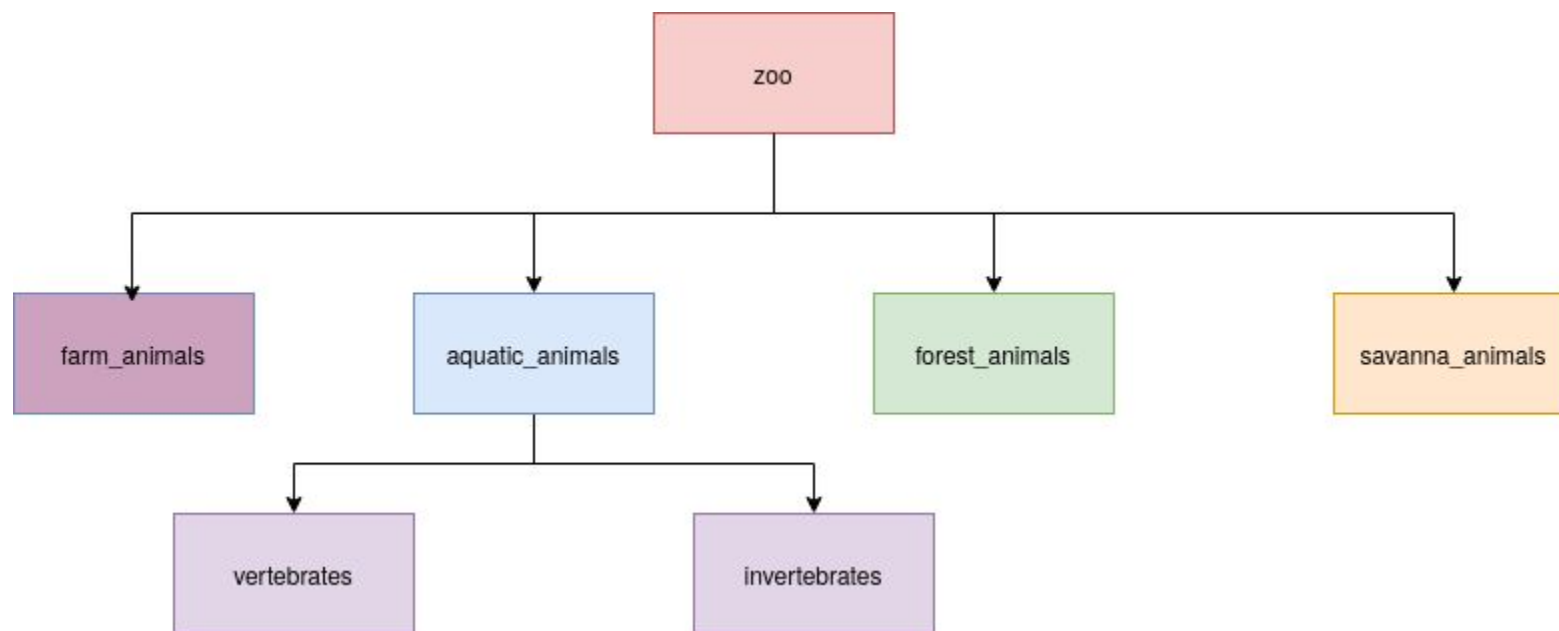 zoo
farm_animals
aquatic_animals
forest_animals
savanna_animals
vertebrates
invertebrates